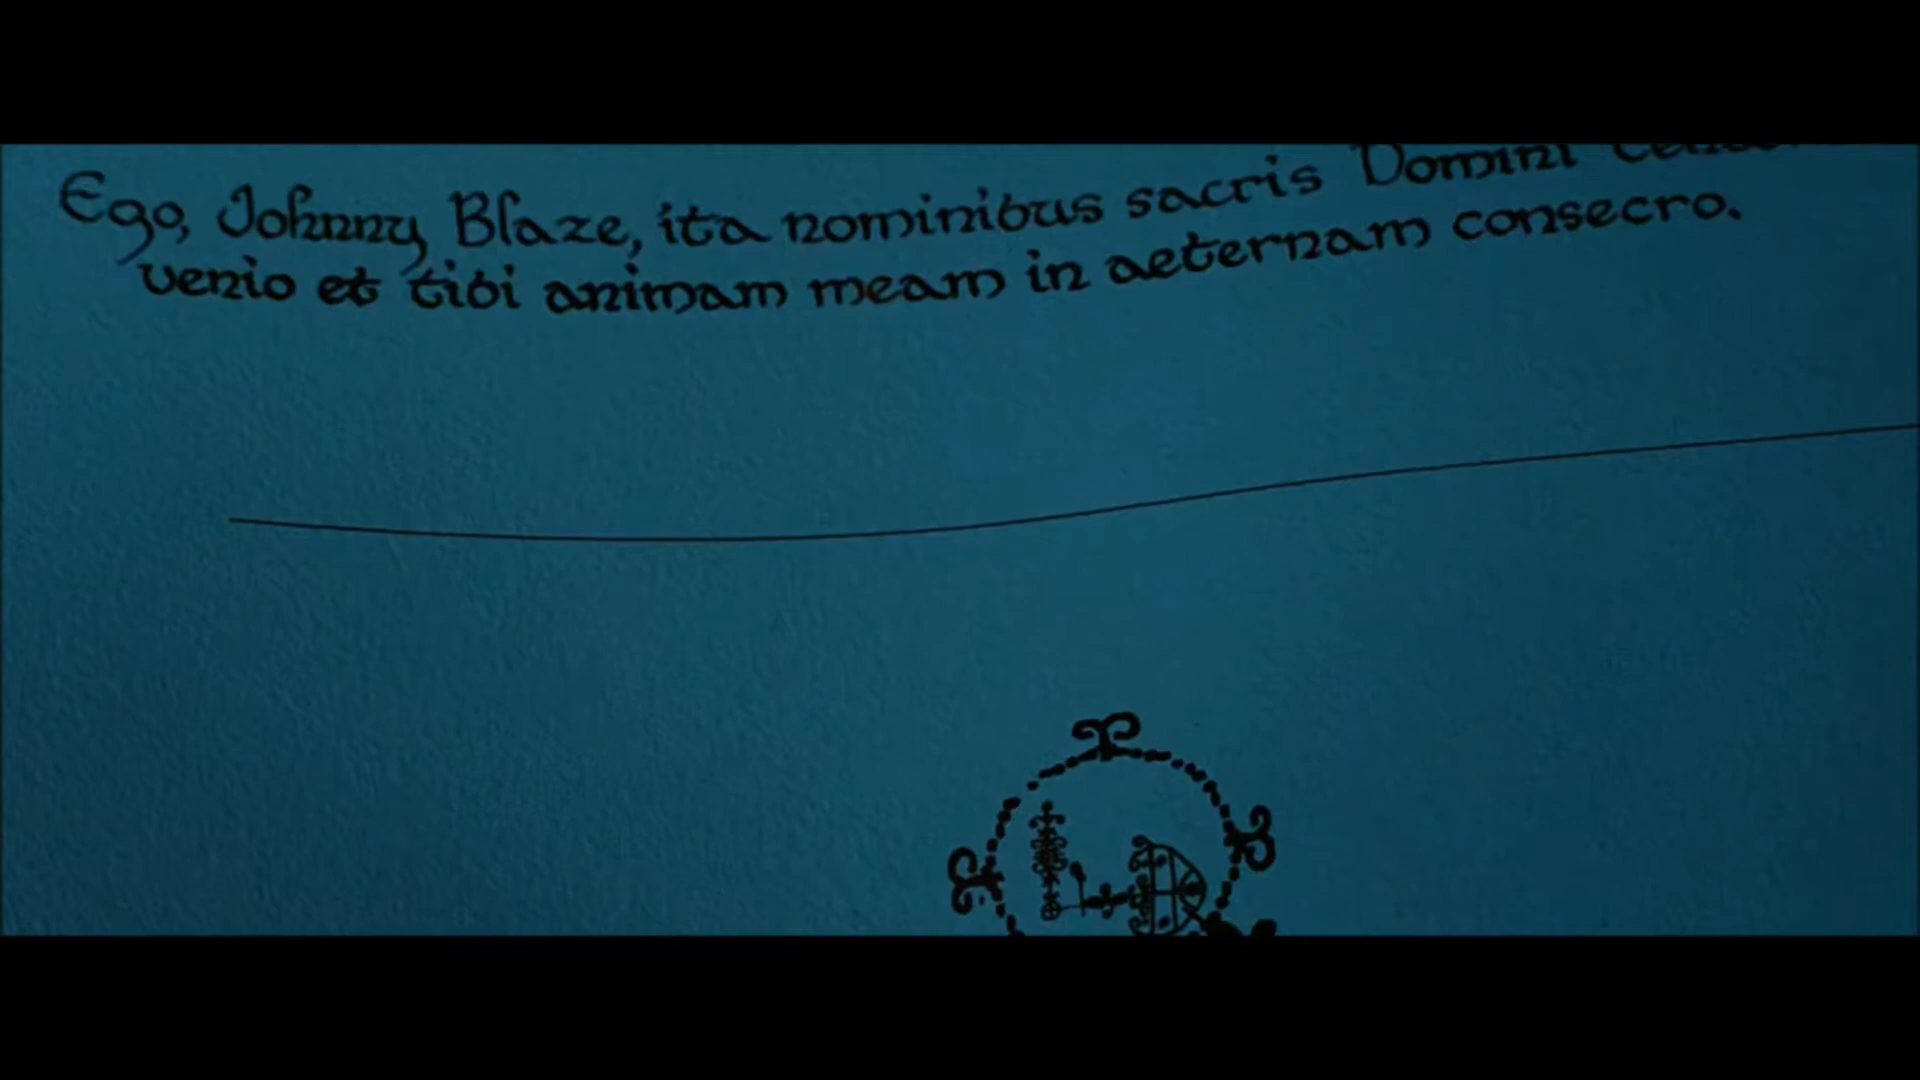 Ego, Johnny Blaze, ita nominibus sacris Domini
venio et tibi animam meam in aeternam consecro.